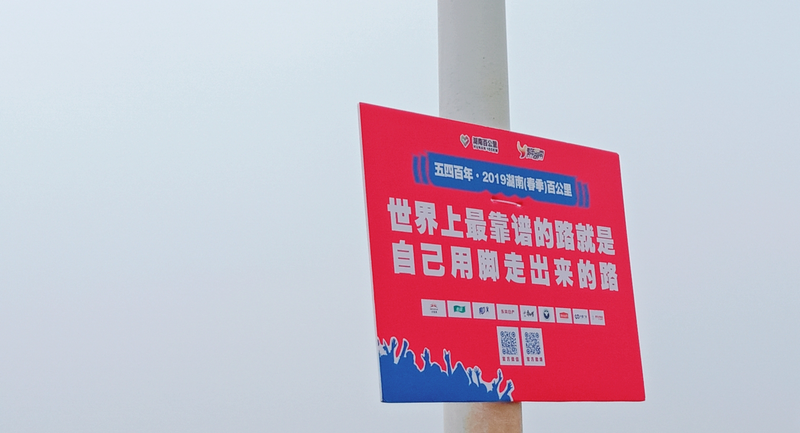 湖南百公里
五四百年·2019湖南(春季)百公里
世界上最靠谱的路就是
自己用脚走出来的路